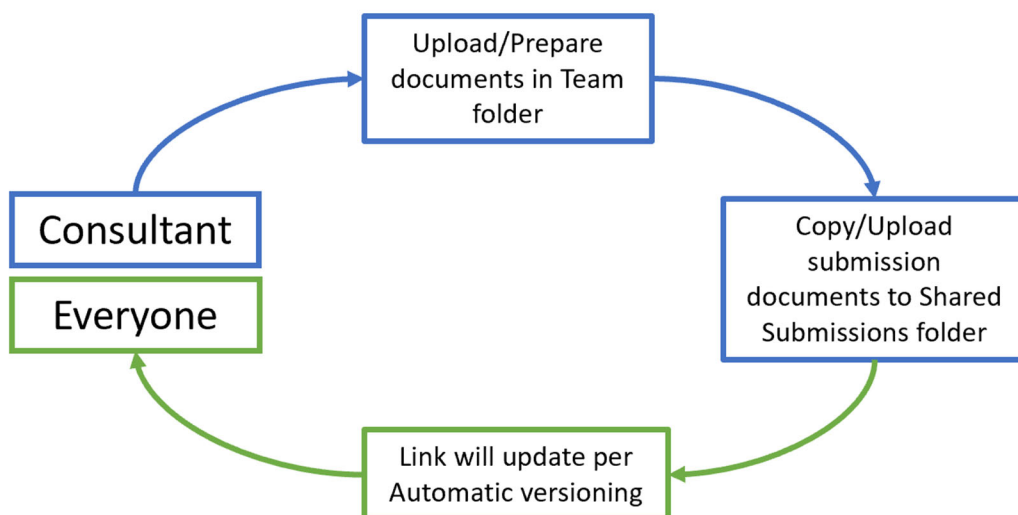 Upload/Prepare
documents in Team
folder
Consultant
Everyone
Copy/Upload
submission
documents to Shared
Submissions folder
Link will update per
Automatic versioning